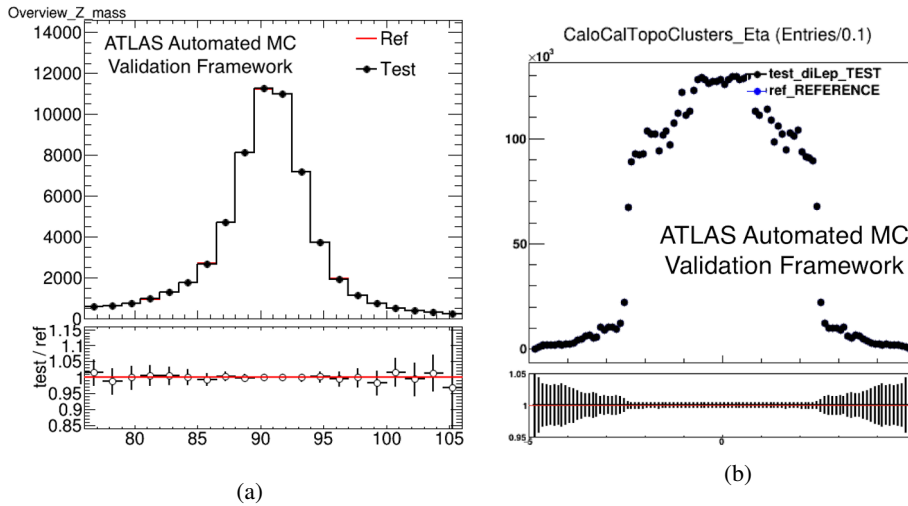 Overview_Z_mass
14000
12000
10000
8000
6000
4000
2000
0
ATLAS Automated MC
Validation Framework
Ref
Test
test / ref
1.15
1.1
1.05
1
0.95
0.9
0.85
80 85 90 95 100 105
(a)
CaloCalTopoClusters_Eta (Entries/0.1)
×10³
100
50
0
test_diLep_TEST
ref_REFERENCE
ATLAS Automated MC
Validation Framework
1.05
1
0.95
-5 0
(b)